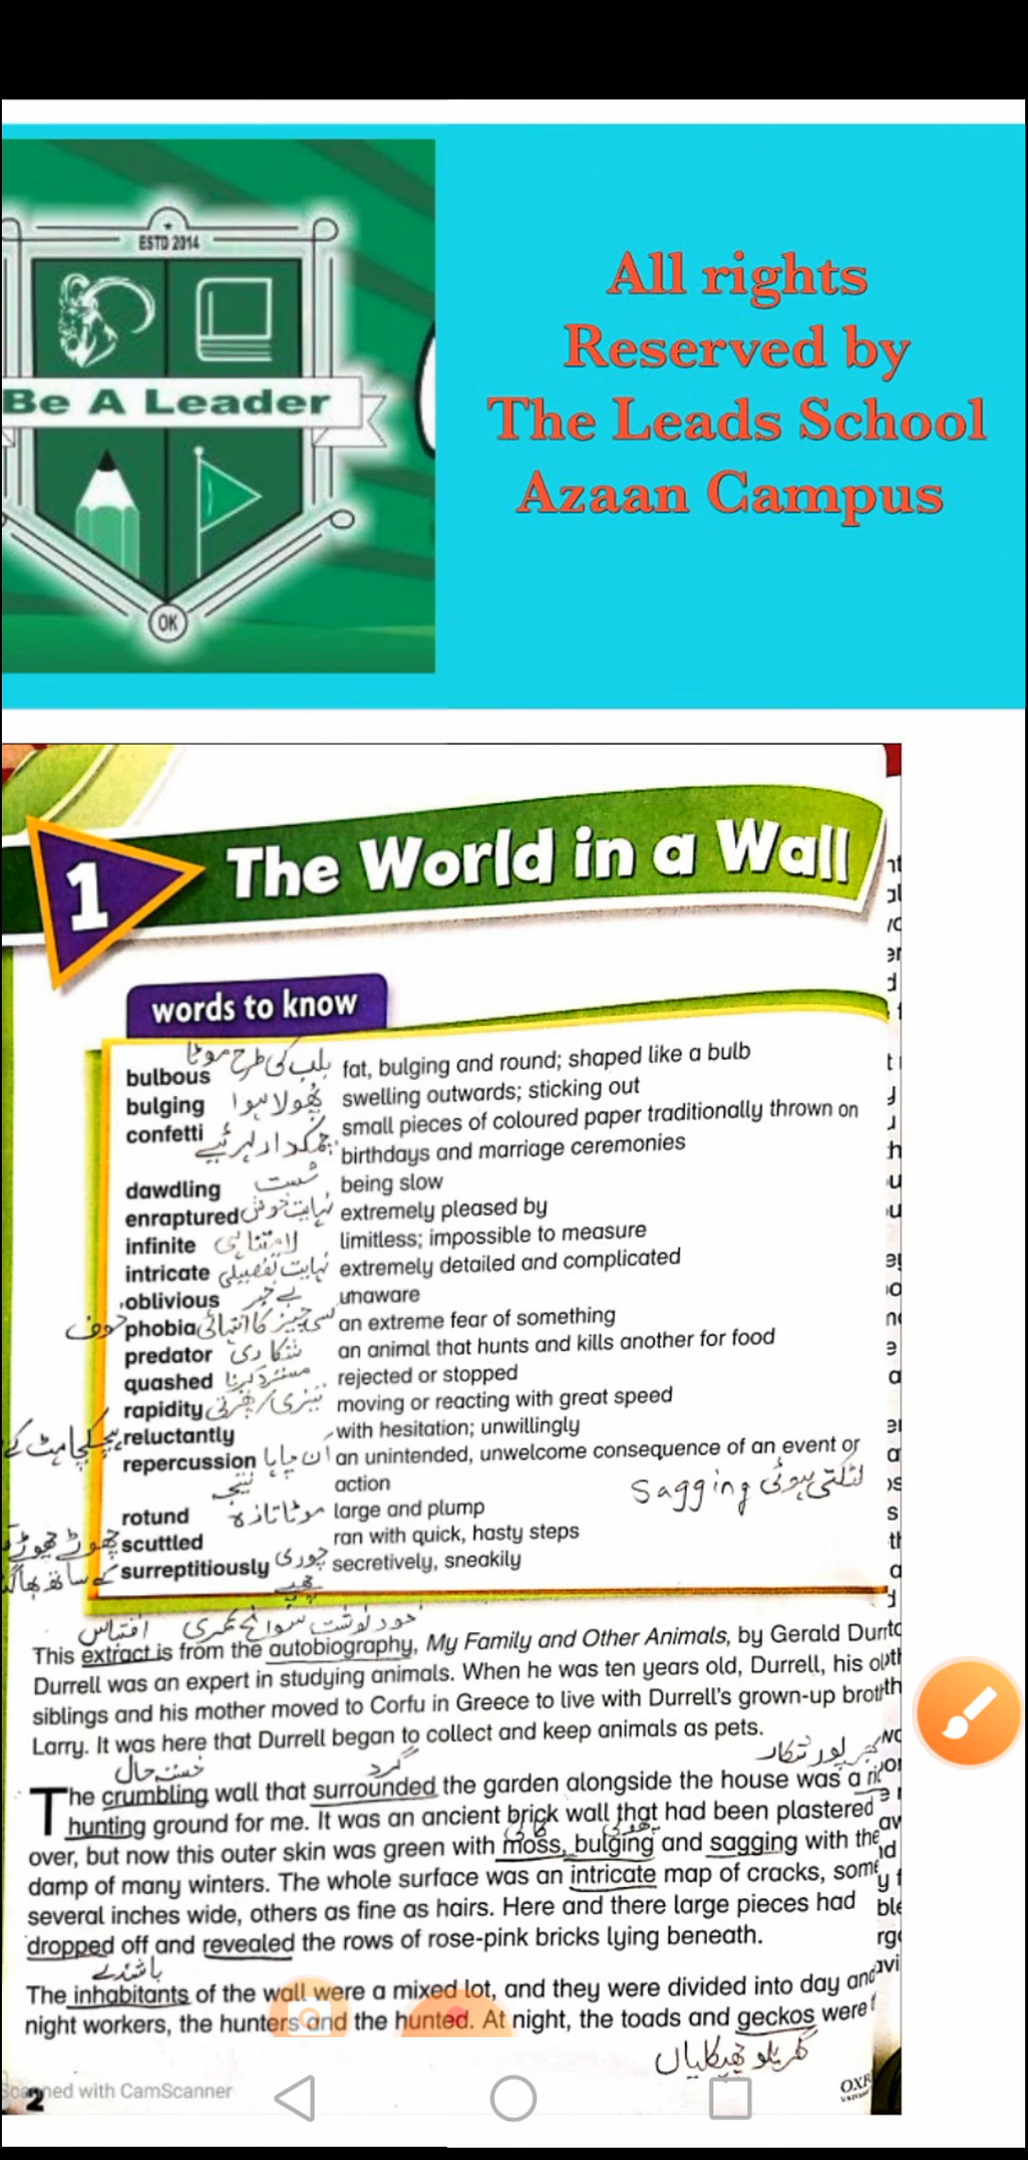 ESTD 2014
Be A Leader
OK
All rights
Reserved by
The Leads School
Azaan Campus
1 The World in a Wall
words to know
bulbous بلب کی طرح موٹا fat, bulging and round; shaped like a bulb
bulging پھولا ہوا swelling outwards; sticking out
confetti چمکدار small pieces of coloured paper traditionally thrown on
birthdays and marriage ceremonies
dawdling سست being slow
enraptured نہایت خوش extremely pleased by
infinite لامتناہی limitless; impossible to measure
intricate نہایت تفصیلی extremely detailed and complicated
oblivious بے خبر unaware
phobia کسی چیز کا انتہائی خوف an extreme fear of something
predator شکاری an animal that hunts and kills another for food
quashed مسترد کرنا rejected or stopped
rapidity تیزی/پھرتی moving or reacting with great speed
reluctantly ہچکچاہٹ کے with hesitation; unwillingly
repercussion ان چاہا an unintended, unwelcome consequence of an event or
نتیجہ action
Sagging لٹکتی ہوئی
rotund موٹا تازہ large and plump
scuttled چھوٹے چھوٹے ran with quick, hasty steps
surreptitiously چوری secretively, sneakily
چھپے
اقتباس خود نوشت سوانح عمری
This extract is from the autobiography, My Family and Other Animals, by Gerald
Durrell was an expert in studying animals. When he was ten years old, Durrell, his
siblings and his mother moved to Corfu in Greece to live with Durrell's grown-up
Larry. It was here that Durrell began to collect and keep animals as pets.
خستہ حال گرد بھرپور شکار
The crumbling wall that surrounded the garden alongside the house was a
hunting ground for me. It was an ancient brick wall that had been plastered
کائی پھولی
over, but now this outer skin was green with moss, bulging and sagging with the
damp of many winters. The whole surface was an intricate map of cracks, some
several inches wide, others as fine as hairs. Here and there large pieces had
dropped off and revealed the rows of rose-pink bricks lying beneath.
باشندے
The inhabitants of the wall were a mixed lot, and they were divided into day and
night workers, the hunters and the hunted. At night, the toads and geckos were
گھریلو چھپکلیاں
Scanned with CamScanner
2